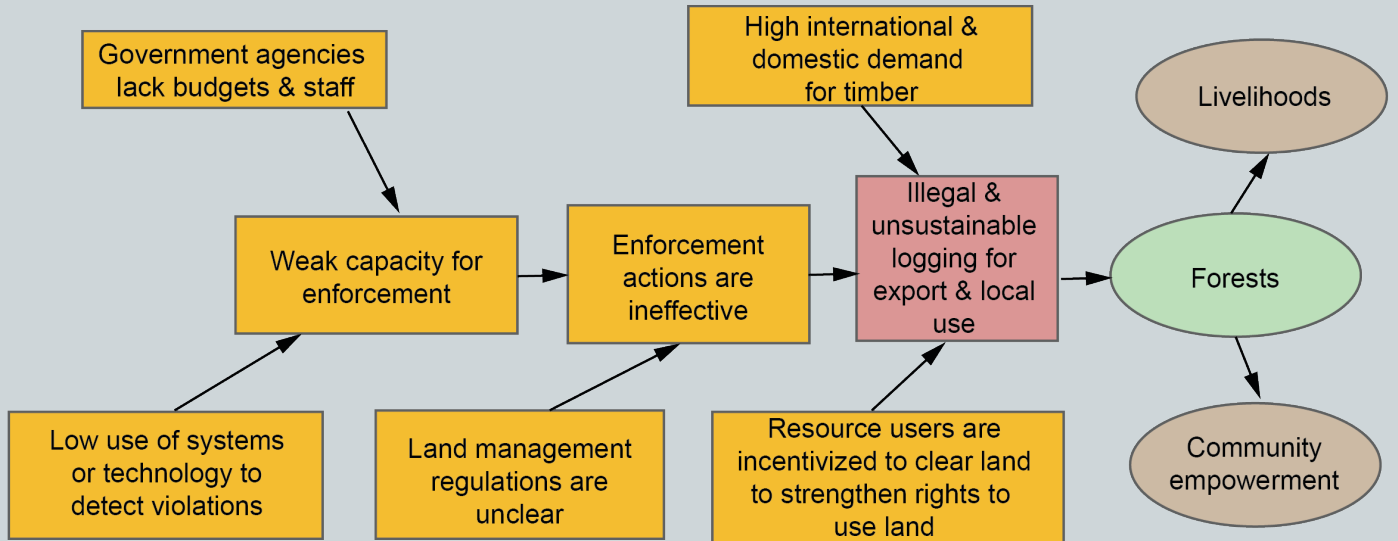 Government agencies
lack budgets & staff
High international &
domestic demand
for timber
Livelihoods
Weak capacity for
enforcement
Enforcement
actions are
ineffective
Illegal &
unsustainable
logging for
export & local
use
Forests
Low use of systems
or technology to
detect violations
Land management
regulations are
unclear
Resource users are
incentivized to clear land
to strengthen rights to
use land
Community
empowerment